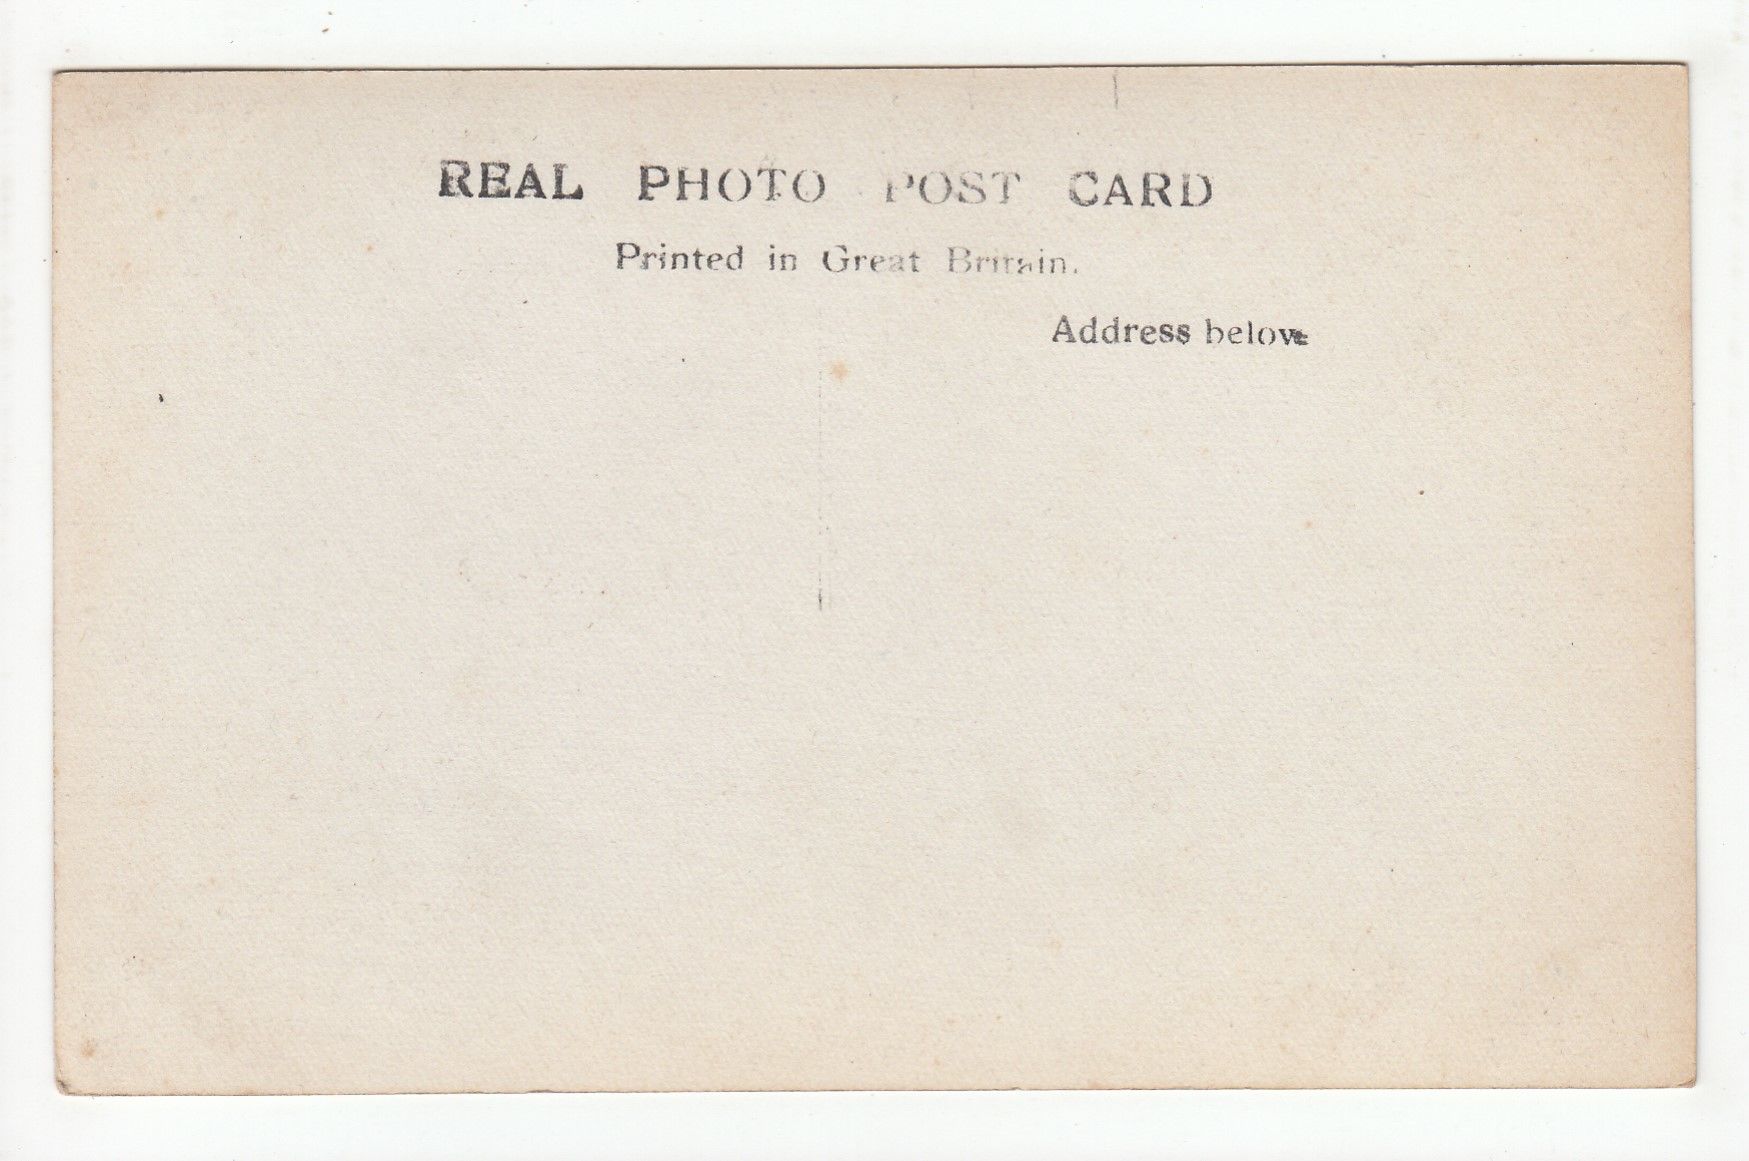 REAL PHOTO POST CARD
Printed in Great Britain.
Address below